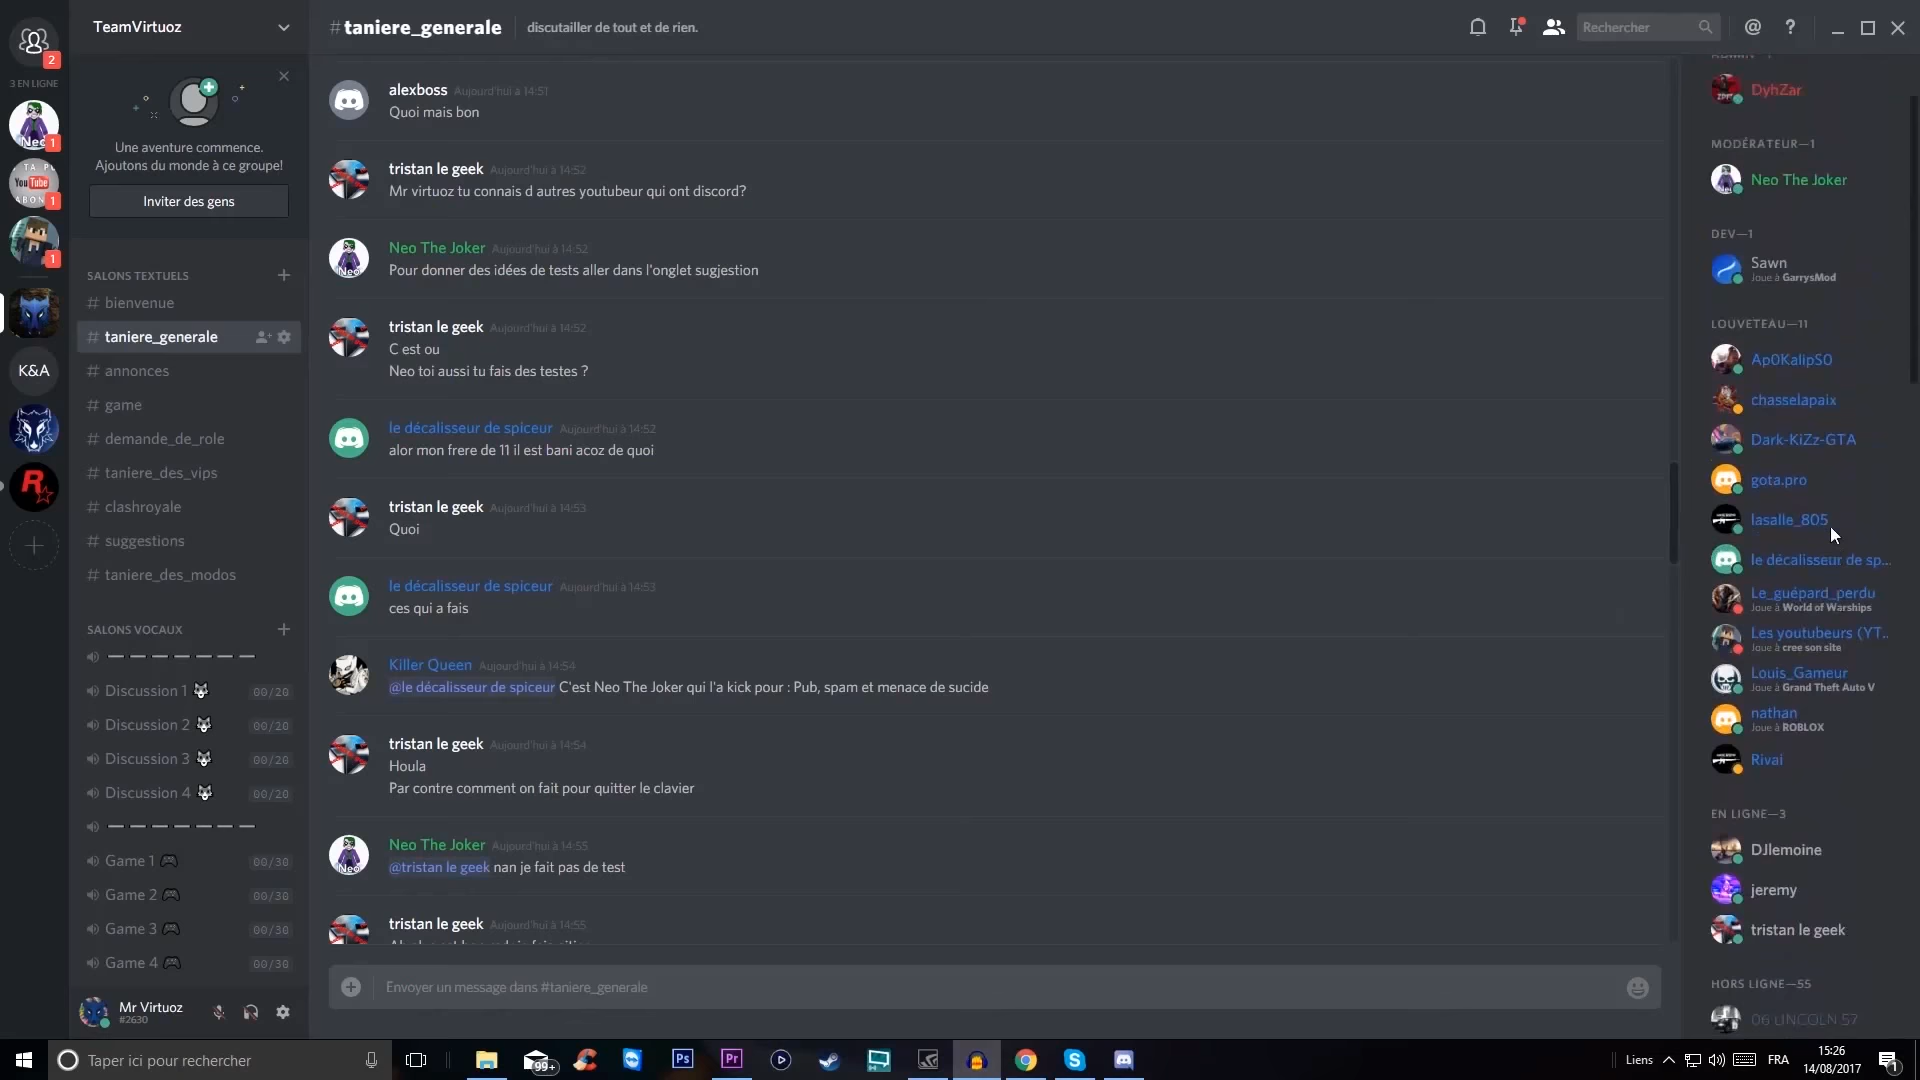 2
3 EN LIGNE
Neo
1
YouTube
1
1
K&A
TeamVirtuoz
Une aventure commence.
Ajoutons du monde à ce groupe!
Inviter des gens
SALONS TEXTUELS
# bienvenue
# taniere_generale
# annonces
# game
# demande_de_role
# taniere_des_vips
# clashroyale
# suggestions
# taniere_des_modos
SALONS VOCAUX
Discussion 1 00/20
Discussion 2 00/20
Discussion 3 00/20
Discussion 4 00/20
Game 1 00/30
Game 2 00/30
Game 3 00/30
Game 4 00/30
Mr Virtuoz
#2630
#taniere_generale discutailler de tout et de rien.
Rechercher
alexboss Aujourd'hui à 14:51
Quoi mais bon
tristan le geek Aujourd'hui à 14:52
Mr virtuoz tu connais d autres youtubeur qui ont discord?
Neo The Joker Aujourd'hui à 14:52
Pour donner des idées de tests aller dans l'onglet sugjestion
tristan le geek Aujourd'hui à 14:52
C est ou
Neo toi aussi tu fais des testes ?
le décalisseur de spiceur Aujourd'hui à 14:52
alor mon frere de 11 il est bani acoz de quoi
tristan le geek Aujourd'hui à 14:53
Quoi
le décalisseur de spiceur Aujourd'hui à 14:53
ces qui a fais
Killer Queen Aujourd'hui à 14:54
@le décalisseur de spiceur C'est Neo The Joker qui l'a kick pour : Pub, spam et menace de sucide
tristan le geek Aujourd'hui à 14:54
Houla
Par contre comment on fait pour quitter le clavier
Neo The Joker Aujourd'hui à 14:55
@tristan le geek nan je fait pas de test
tristan le geek Aujourd'hui à 14:55
Envoyer un message dans #taniere_generale
DyhZar
MODÉRATEUR—1
Neo The Joker
DEV—1
Sawn
Joue à GarrysMod
LOUVETEAU—11
Ap0KalipS0
chasselapaix
Dark-KiZz-GTA
gota.pro
lasalle_805
le décalisseur de sp...
Le_guépard_perdu
Joue à World of Warships
Les youtubeurs (YT...
Joue à cree son site
Louis_Gameur
Joue à Grand Theft Auto V
nathan
Joue à ROBLOX
Rivai
EN LIGNE—3
DJlemoine
jeremy
tristan le geek
HORS LIGNE—55
06 LINCOLN 57
Taper ici pour rechercher
99+
Ps
Pr
Liens
FRA
15:26
14/08/2017
1